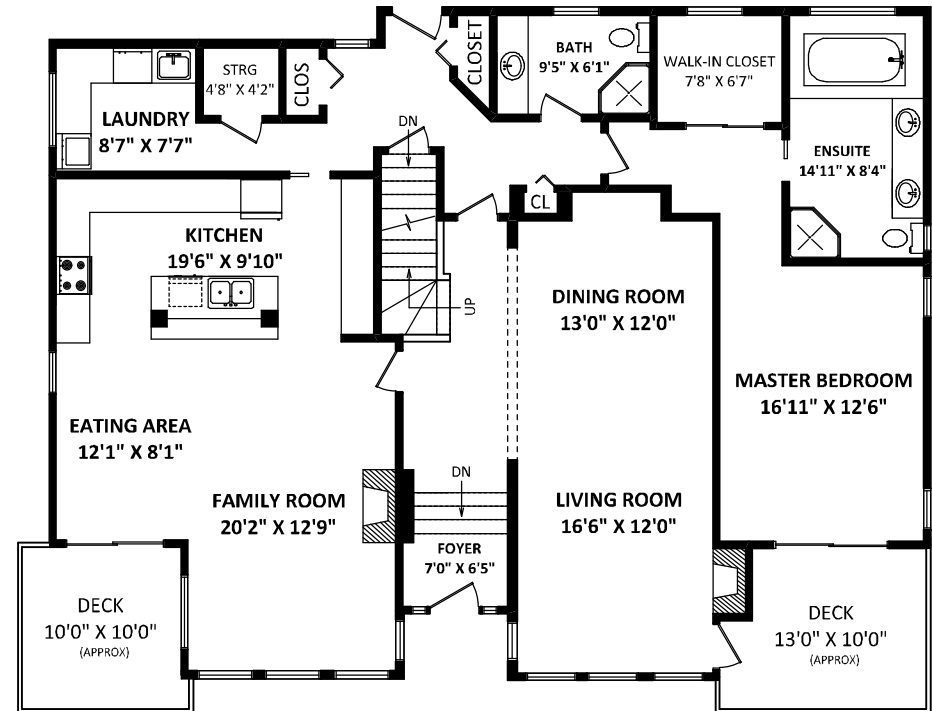 CLOSET
BATH
9'5" X 6'1"
WALK-IN CLOSET
7'8" X 6'7"
STRG
4'8" X 4'2"
CLOS
LAUNDRY
8'7" X 7'7"
DN
ENSUITE
14'11" X 8'4"
CL
KITCHEN
19'6" X 9'10"
UP
DINING ROOM
13'0" X 12'0"
MASTER BEDROOM
16'11" X 12'6"
EATING AREA
12'1" X 8'1"
DN
FAMILY ROOM
20'2" X 12'9"
LIVING ROOM
16'6" X 12'0"
FOYER
7'0" X 6'5"
DECK
10'0" X 10'0"
(APPROX)
DECK
13'0" X 10'0"
(APPROX)